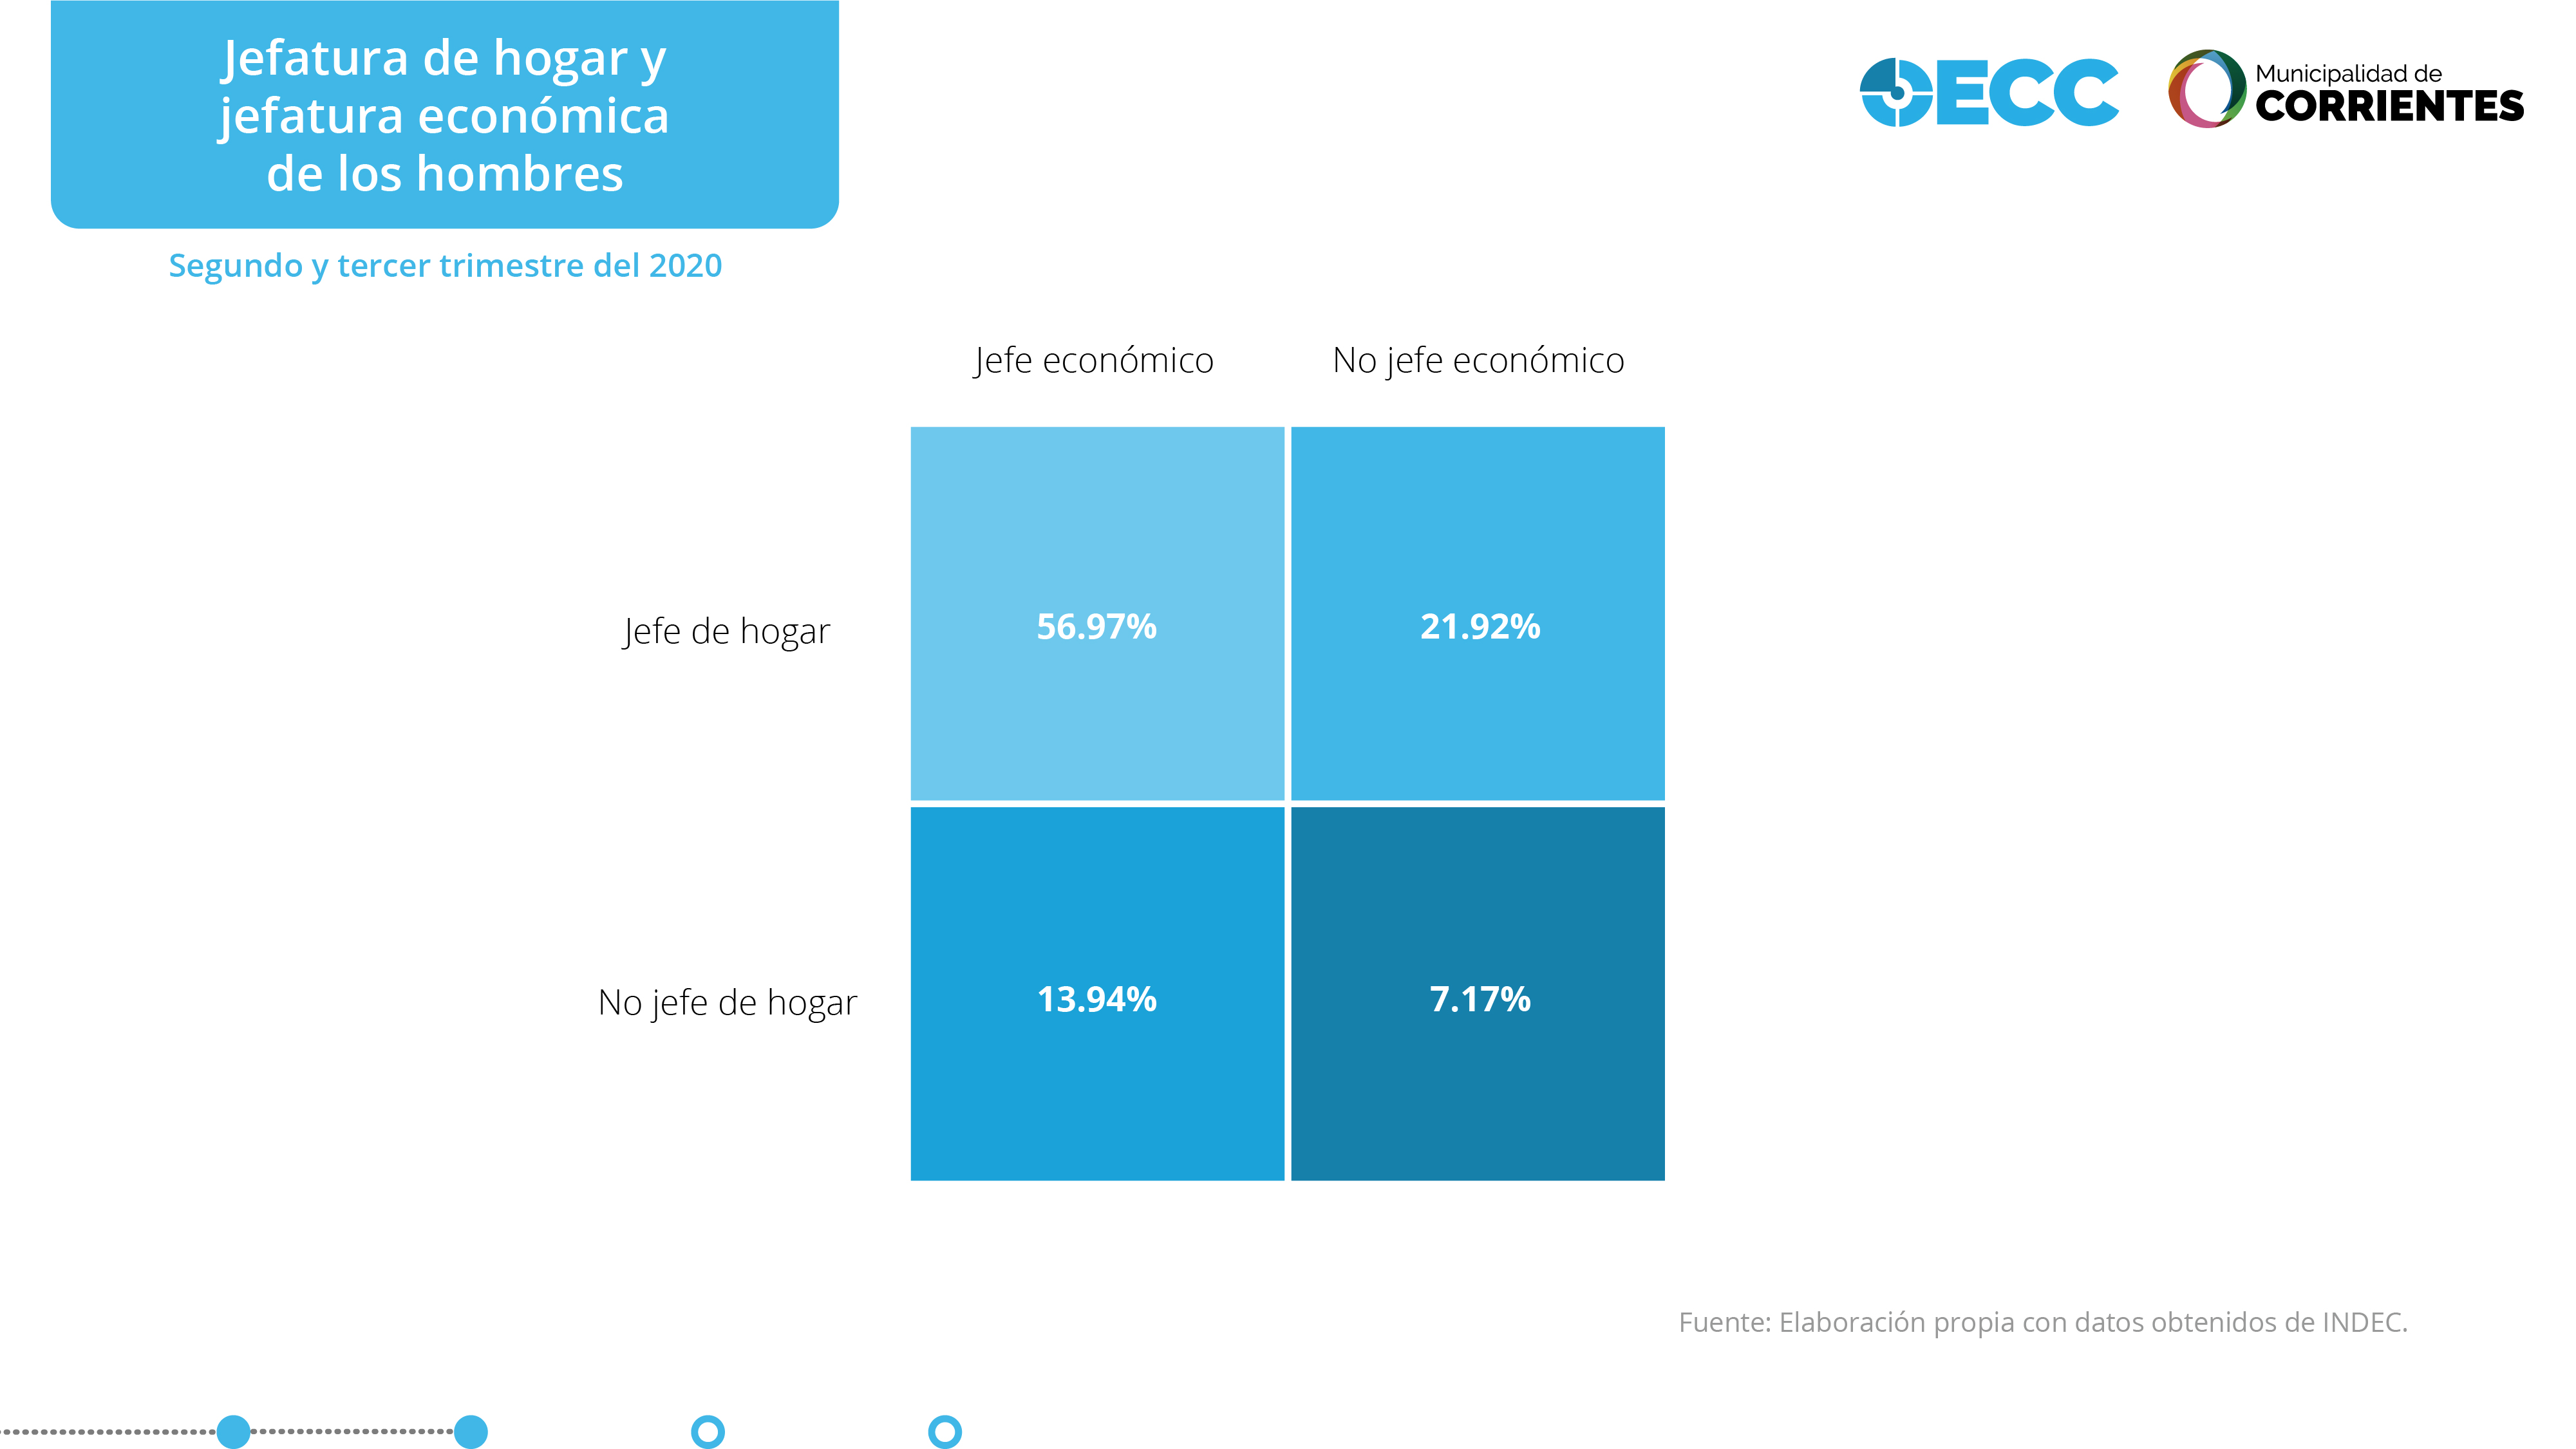 Jefatura de hogar y
jefatura económica
de los hombres
Segundo y tercer trimestre del 2020
OECC
Municipalidad de
CORRIENTES
Jefe económico
No jefe económico
Jefe de hogar
56.97%
21.92%
No jefe de hogar
13.94%
7.17%
Fuente: Elaboración propia con datos obtenidos de INDEC.